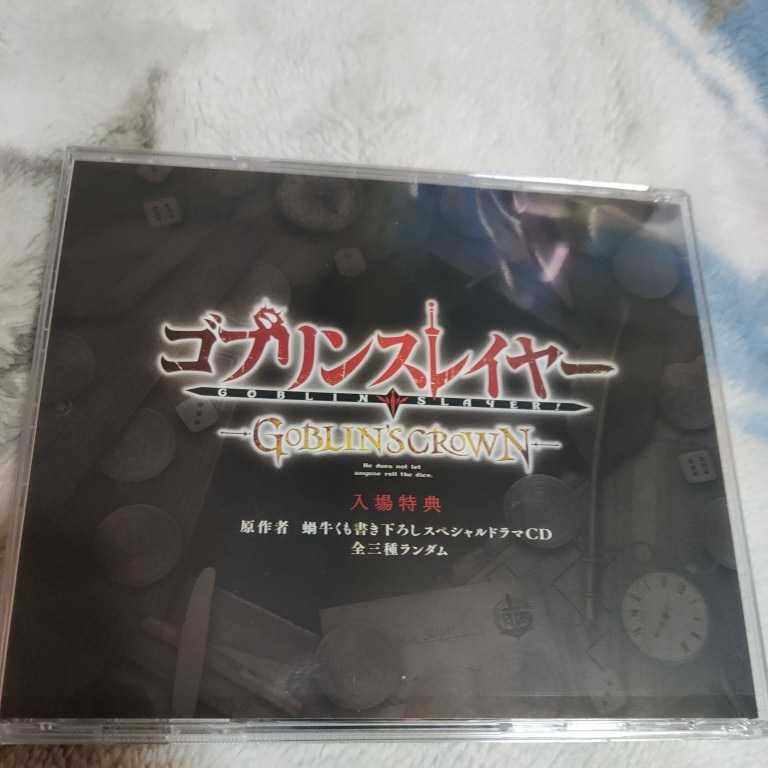 ゴブリンスレイヤー
GOBLIN SLAYER!
GOBLIN'S CROWN
He does not let
anyone roll the dice.
入場特典
原作者 蝸牛くも書き下ろしスペシャルドラマCD
全三種ランダム